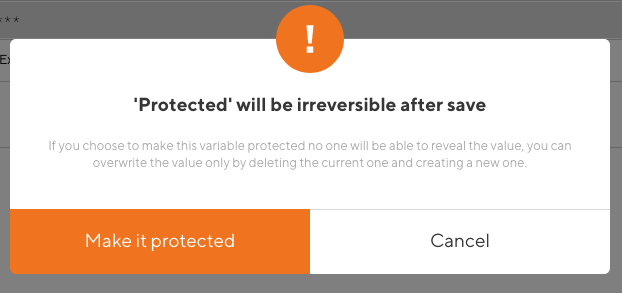 ***
Ex
!
'Protected' will be irreversible after save
If you choose to make this variable protected no one will be able to reveal the value, you can
overwrite the value only by deleting the current one and creating a new one.
Make it protected
Cancel